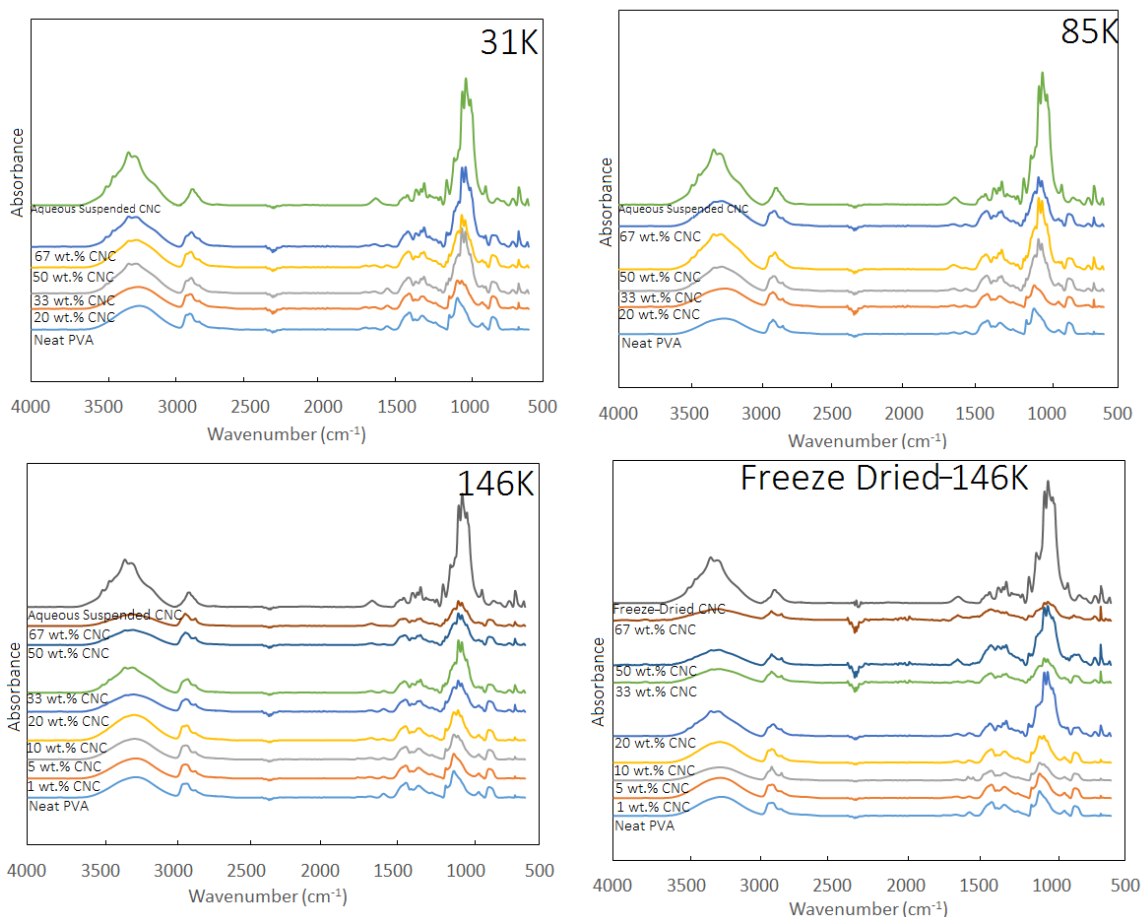 31K
Absorbance
Aqueous Suspended CNC
67 wt.% CNC
50 wt.% CNC
33 wt.% CNC
20 wt.% CNC
Neat PVA
4000 3500 3000 2500 2000 1500 1000 500
Wavenumber (cm⁻¹)
85K
Absorbance
Aqueous Suspended CNC
67 wt.% CNC
50 wt.% CNC
33 wt.% CNC
20 wt.% CNC
Neat PVA
4000 3500 3000 2500 2000 1500 1000 500
Wavenumber (cm⁻¹)
146K
Absorbance
Aqueous Suspended CNC
67 wt.% CNC
50 wt.% CNC
33 wt.% CNC
20 wt.% CNC
10 wt.% CNC
5 wt.% CNC
1 wt.% CNC
Neat PVA
4000 3500 3000 2500 2000 1500 1000 500
Wavenumber (cm⁻¹)
Freeze Dried-146K
Absorbance
Freeze-Dried CNC
67 wt.% CNC
50 wt.% CNC
33 wt.% CNC
20 wt.% CNC
10 wt.% CNC
5 wt.% CNC
1 wt.% CNC
Neat PVA
4000 3500 3000 2500 2000 1500 1000 500
Wavenumber (cm⁻¹)